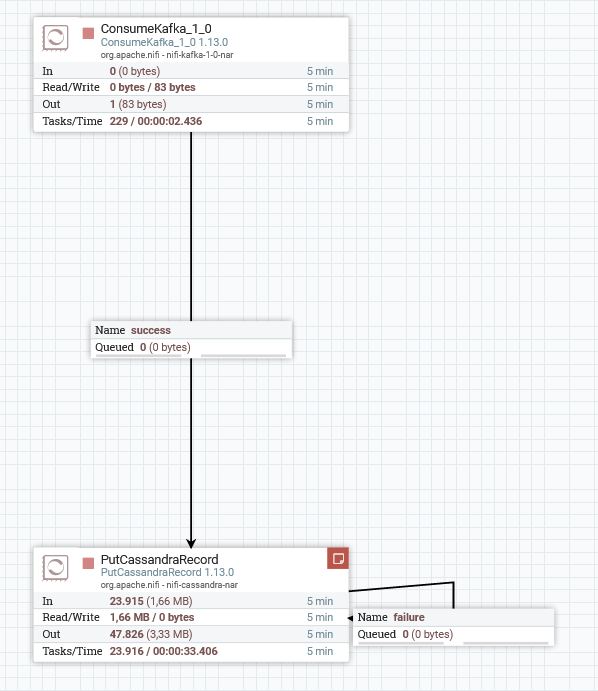 ConsumeKafka_1_0
ConsumeKafka_1_0 1.13.0
org.apache.nifi - nifi-kafka-1-0-nar
In 0 (0 bytes) 5 min
Read/Write 0 bytes / 83 bytes 5 min
Out 1 (83 bytes) 5 min
Tasks/Time 229 / 00:00:02.436 5 min
Name success
Queued 0 (0 bytes)
PutCassandraRecord
PutCassandraRecord 1.13.0
org.apache.nifi - nifi-cassandra-nar
In 23.915 (1,66 MB) 5 min
Read/Write 1,66 MB / 0 bytes 5 min
Out 47.826 (3,33 MB) 5 min
Tasks/Time 23.916 / 00:00:33.406 5 min
Name failure
Queued 0 (0 bytes)